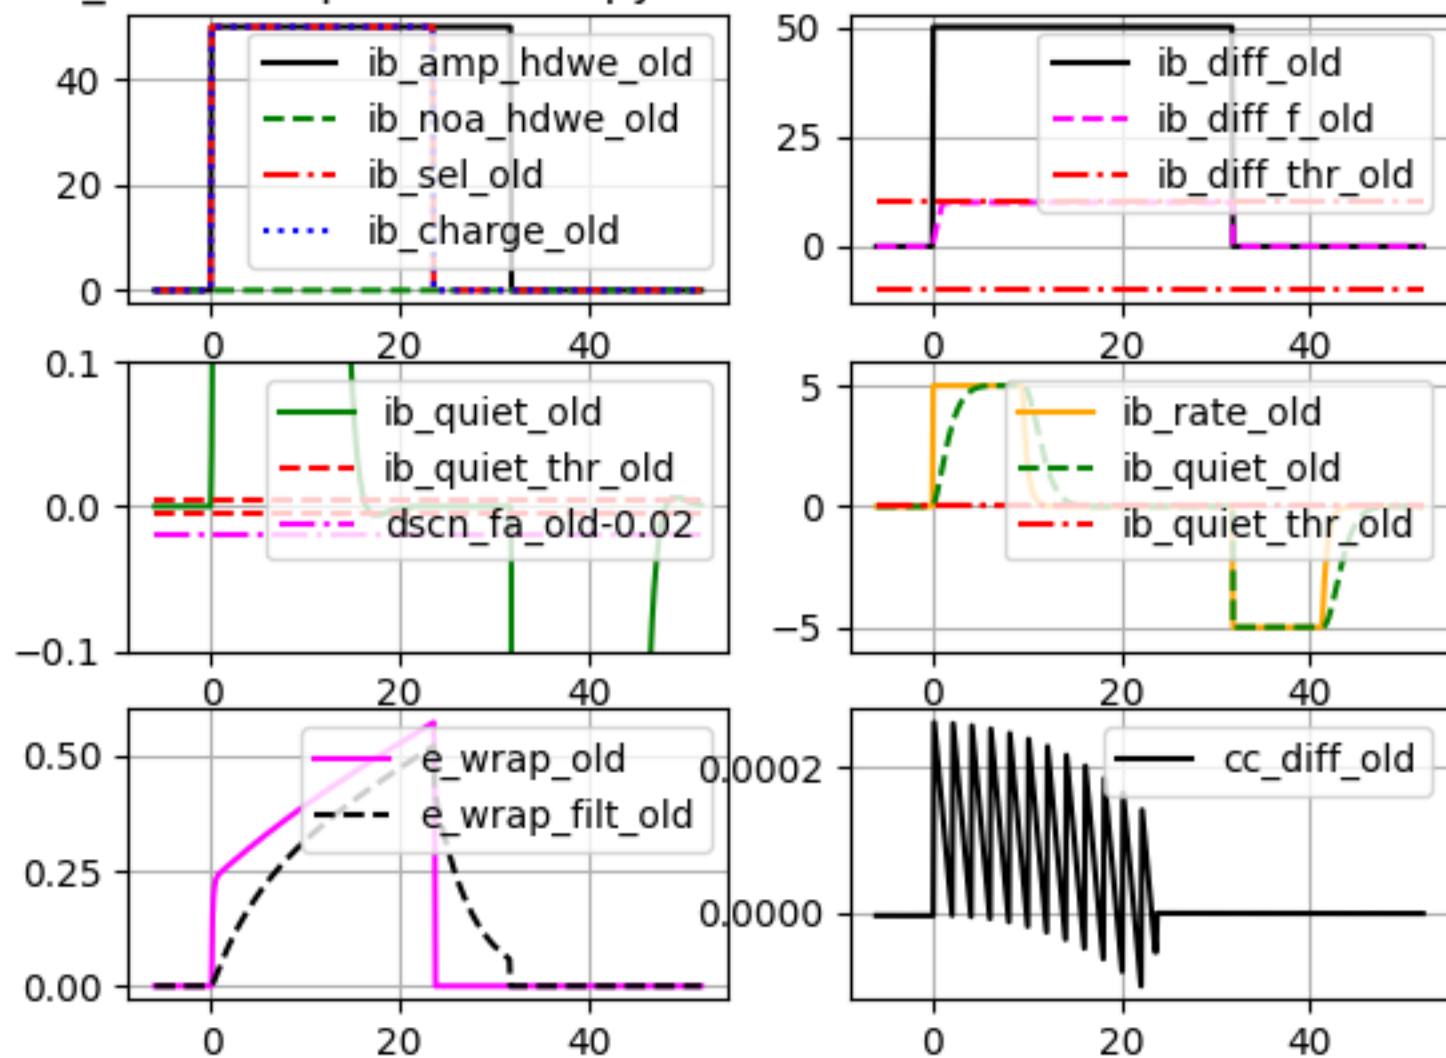 ib_amp_hdwe_old
ib_noa_hdwe_old
ib_sel_old
ib_charge_old
40
20
0
0 20 40
ib_diff_old
ib_diff_f_old
ib_diff_thr_old
50
25
0
0 20 40
ib_quiet_old
ib_quiet_thr_old
dscn_fa_old-0.02
0.1
0.0
−0.1
0 20 40
ib_rate_old
ib_quiet_old
ib_quiet_thr_old
5
0
−5
0 20 40
e_wrap_old
e_wrap_filt_old
0.50
0.25
0.00
0 20 40
cc_diff_old
0.0002
0.0000
0 20 40